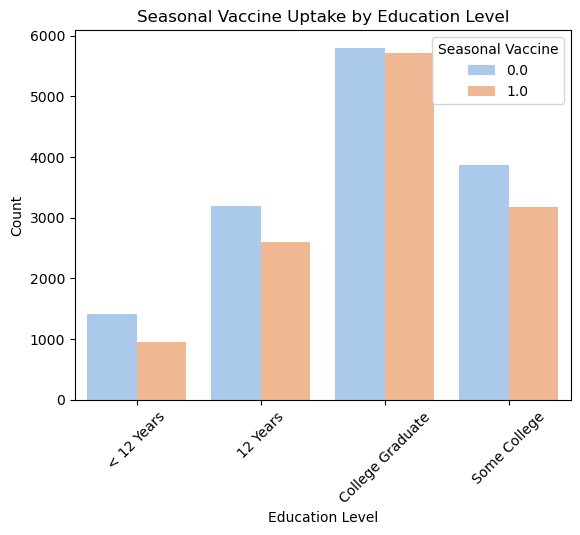 Seasonal Vaccine Uptake by Education Level
Seasonal Vaccine
0.0
1.0
6000
5000
4000
3000
2000
1000
0
Count
< 12 Years
12 Years
College Graduate
Some College
Education Level